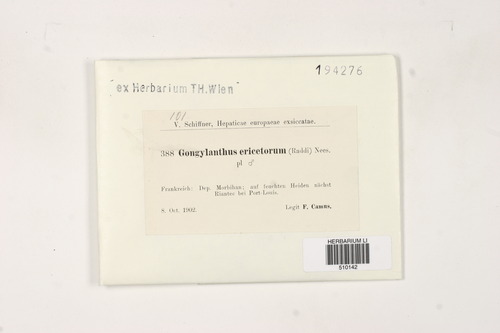 194276
ex Herbarium TH.Wien
101
V. Schiffner, Hepaticae europaeae exsiccatae.
388 Gongylanthus ericetorum (Raddi) Nees.
pl ♂
Frankreich: Dep. Morbihan; auf feuchten Heiden nächst
Riantec bei Port-Louis.
8. Oct. 1902.
Legit F. Camus.
HERBARIUM LI
510142